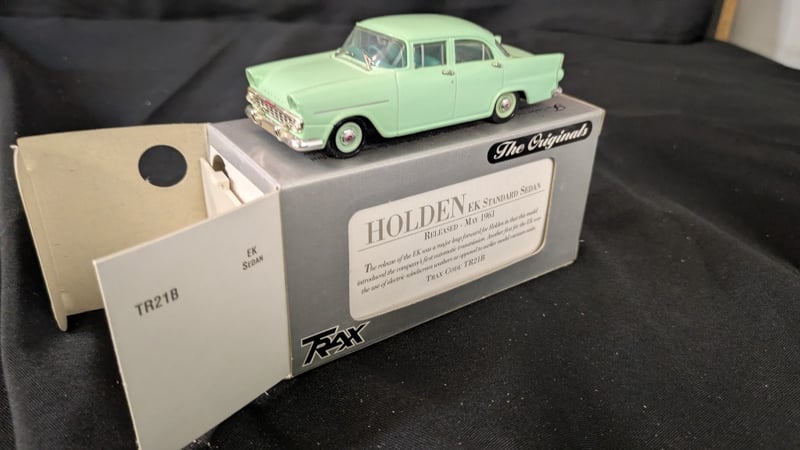 The Originals
HOLDEN EK STANDARD SEDAN
RELEASED - MAY 1961
The release of the EK was a major leap forward for Holden in that this model
introduced the company's first automatic transmission. Another first for the EK was
the use of electric windscreen washers as opposed to earlier model vacuum units.
TRAX CODE TR21B
TRAX
EK
SEDAN
TR21B